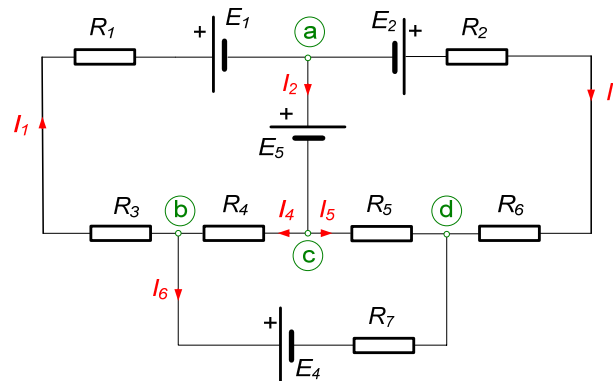 R1 + E1 a E2 + R2
I1 I2 I
+ E5
R3 b R4 I4 I5 R5 d R6
c
I6
+ E4 R7